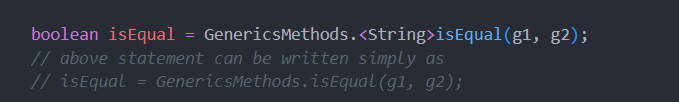 boolean isEqual = GenericsMethods.<String>isEqual(g1, g2);
// above statement can be written simply as
// isEqual = GenericsMethods.isEqual(g1, g2);